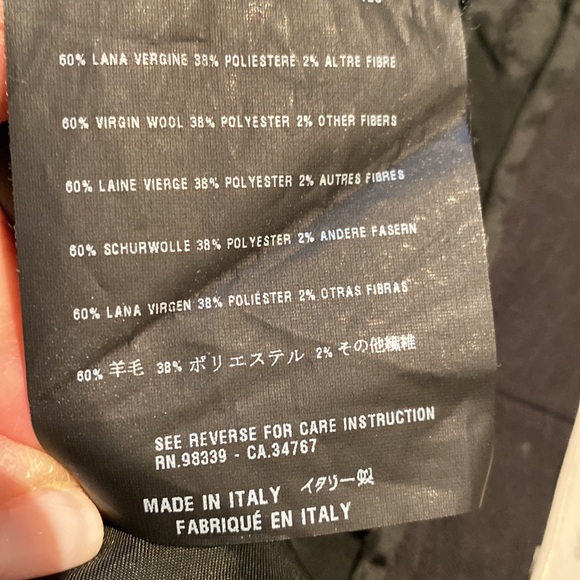 60% LANA VERGINE 38% POLIESTERE 2% ALTRE FIBRE
60% VIRGIN WOOL 38% POLYESTER 2% OTHER FIBERS
60% LAINE VIERGE 38% POLYESTER 2% AUTRES FIBRES
60% SCHURWOLLE 38% POLYESTER 2% ANDERE FASERN
60% LANA VIRGEN 38% POLIÉSTER 2% OTRAS FIBRAS
60% 羊毛 38% ポリエステル 2% その他繊維
SEE REVERSE FOR CARE INSTRUCTION
RN.98339 - CA.34767
MADE IN ITALY イタリー製
FABRIQUÉ EN ITALY